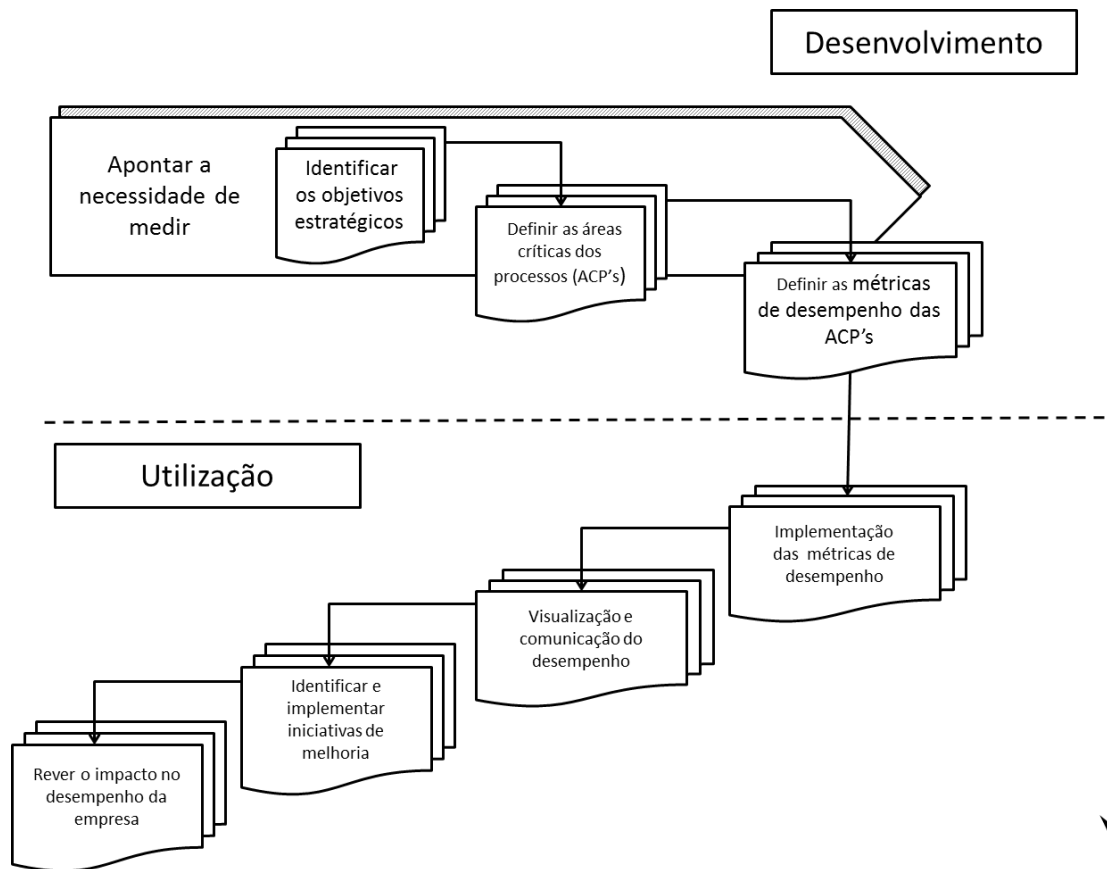 Desenvolvimento
Apontar a
necessidade de
medir
Identificar
os objetivos
estratégicos
Definir as áreas
críticas dos
processos (ACP's)
Definir as métricas
de desempenho das
ACP's
Utilização
Implementação
das métricas de
desempenho
Visualização e
comunicação do
desempenho
Identificar e
implementar
iniciativas de
melhoria
Rever o impacto no
desempenho da
empresa